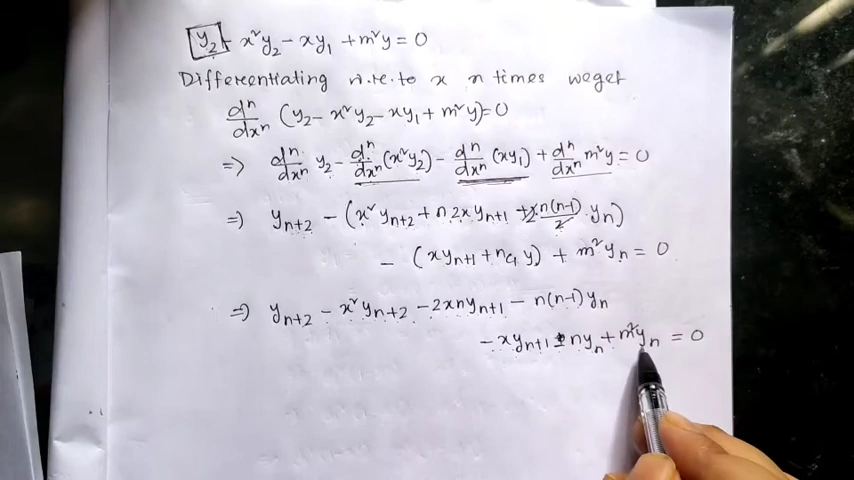 y₂ - x²y₂ - xy₁ + m²y = 0
Differentiating w.r.to x n times we get
dⁿ/dxⁿ (y₂ - x²y₂ - xy₁ + m²y) = 0
⇒ dⁿ/dxⁿ y₂ - dⁿ/dxⁿ (x²y₂) - dⁿ/dxⁿ (xy₁) + dⁿ/dxⁿ m²y = 0
⇒ yₙ₊₂ - (x² yₙ₊₂ + n 2x yₙ₊₁ + 2 n(n-1)/2 · yₙ)
- (xyₙ₊₁ + nc₁ y) + m²yₙ = 0
⇒ yₙ₊₂ - x²yₙ₊₂ - 2xnyₙ₊₁ - n(n-1)yₙ
- xyₙ₊₁ - nyₙ + m²yₙ = 0